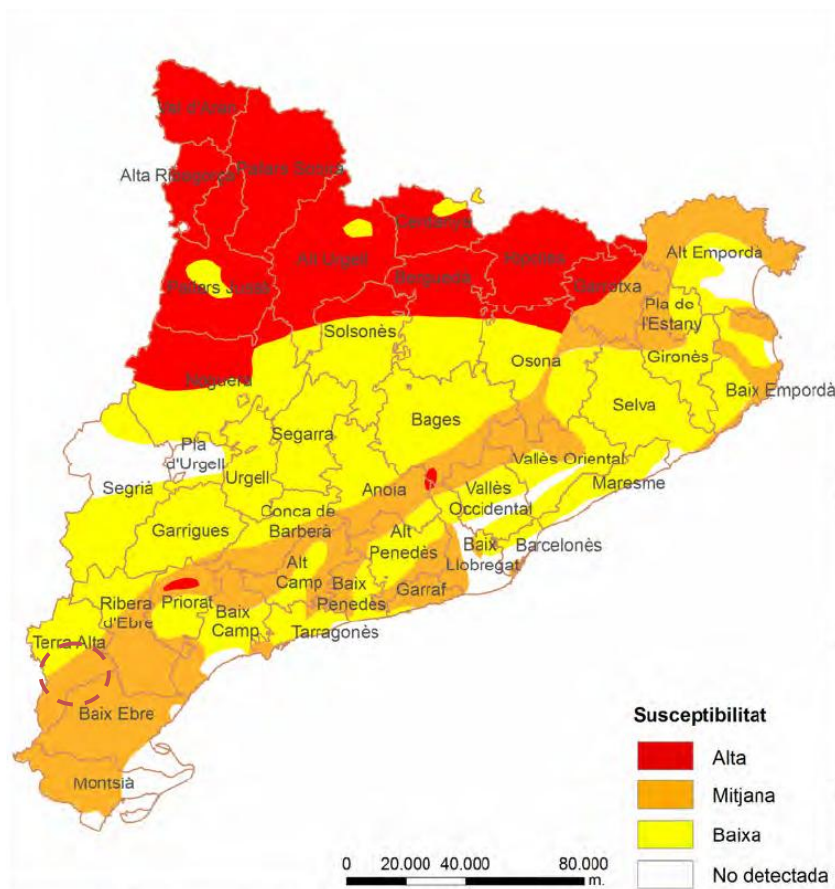 Val d'Aran
Alta Ribagorça
Pallars Sobirà
Cerdanya
Alt Urgell
Ripollès
Alt Empordà
Pallars Jussà
Berguedà
Garrotxa
Pla de
l'Estany
Solsonès
Noguera
Osona
Gironès
Baix Empordà
Selva
Bages
Segarra
Pla
d'Urgell
Vallès Oriental
Segrià
Urgell
Anoia
Vallès
Occidental
Maresme
Garrigues
Conca de
Barberà
Alt
Penedès
Baix
Llobregat
Barcelonès
Alt
Camp
Ribera
d'Ebre
Priorat
Baix
Penedès
Garraf
Baix
Camp
Tarragonès
Terra Alta
Baix Ebre
Montsià
Susceptibilitat
Alta
Mitjana
Baixa
No detectada
0 20.000 40.000 80.000
m.